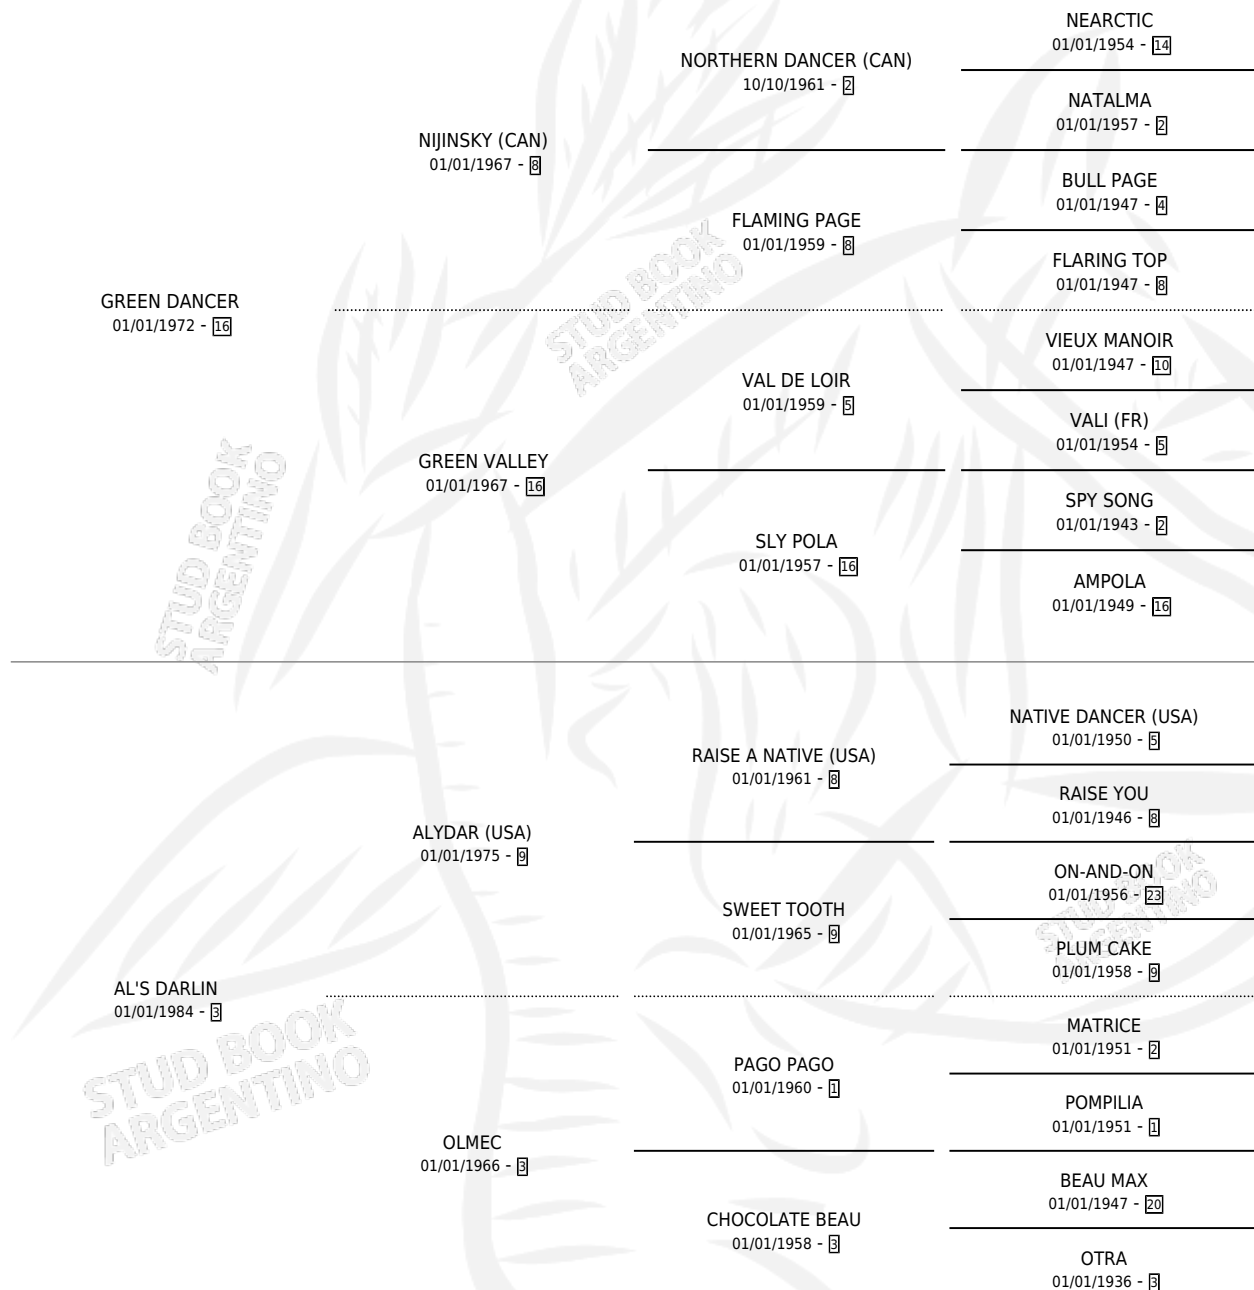 NEARCTIC
01/01/1954 - 14
NORTHERN DANCER (CAN)
10/10/1961 - 2
NATALMA
01/01/1957 - 2
NIJINSKY (CAN)
01/01/1967 - 8
BULL PAGE
01/01/1947 - 4
FLAMING PAGE
01/01/1959 - 8
FLARING TOP
01/01/1947 - 8
GREEN DANCER
01/01/1972 - 16
VIEUX MANOIR
01/01/1947 - 10
VAL DE LOIR
01/01/1959 - 5
VALI (FR)
01/01/1954 - 5
GREEN VALLEY
01/01/1967 - 16
SPY SONG
01/01/1943 - 2
SLY POLA
01/01/1957 - 16
AMPOLA
01/01/1949 - 16
STUD BOOK
ARGENTINO
STUD BOOK
ARGENTINO
NATIVE DANCER (USA)
01/01/1950 - 5
RAISE A NATIVE (USA)
01/01/1961 - 8
RAISE YOU
01/01/1946 - 8
ALYDAR (USA)
01/01/1975 - 9
ON-AND-ON
01/01/1956 - 23
SWEET TOOTH
01/01/1965 - 9
PLUM CAKE
01/01/1958 - 9
AL'S DARLIN
01/01/1984 - 3
MATRICE
01/01/1951 - 2
PAGO PAGO
01/01/1960 - 1
POMPILIA
01/01/1951 - 1
OLMEC
01/01/1966 - 3
BEAU MAX
01/01/1947 - 20
CHOCOLATE BEAU
01/01/1958 - 3
OTRA
01/01/1936 - 3
STUD BOOK
ARGENTINO
STUD BOOK
ARGENTINO